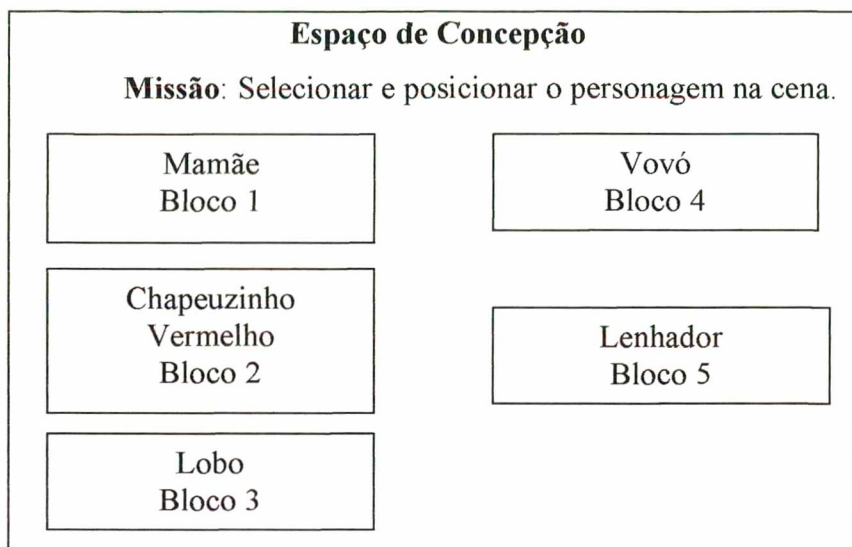 Espaço de Concepção
Missão: Selecionar e posicionar o personagem na cena.
Mamãe
Bloco 1
Chapeuzinho
Vermelho
Bloco 2
Lobo
Bloco 3
Vovó
Bloco 4
Lenhador
Bloco 5